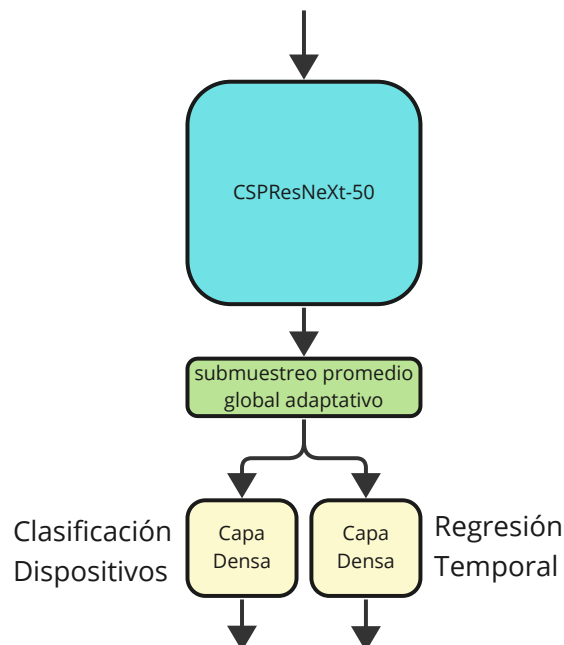 CSPResNeXt-50
submuestreo promedio
global adaptativo
Clasificación
Dispositivos
Capa
Densa
Capa
Densa
Regresión
Temporal